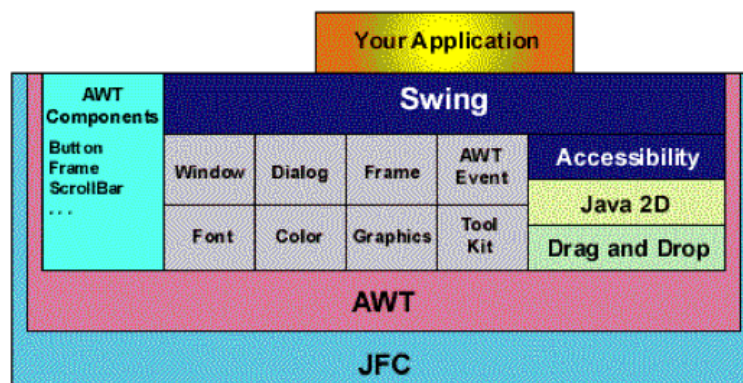 Your Application
AWT
Components
Button
Frame
ScrollBar
...
Swing
Window
Dialog
Frame
AWT
Event
Accessibility
Java 2D
Font
Color
Graphics
Tool
Kit
Drag and Drop
AWT
JFC